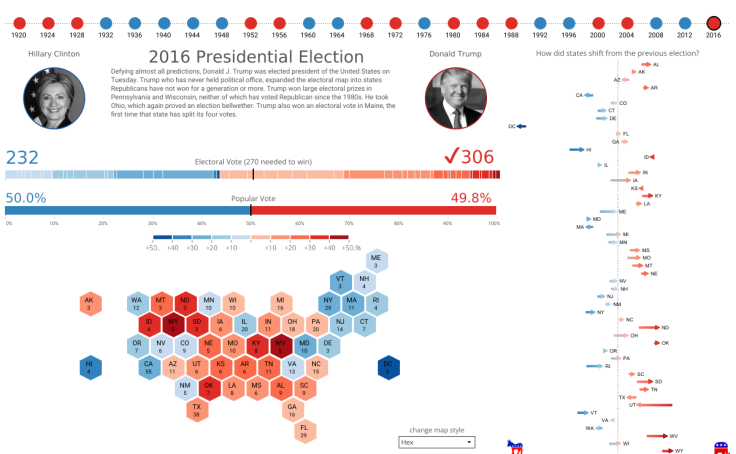 1920 1924 1928 1932 1936 1940 1944 1948 1952 1956 1960 1964 1968 1972 1976 1980 1984 1988 1992 1996 2000 2004 2008 2012 2016
Hillary Clinton
2016 Presidential Election
Donald Trump
Defying almost all predictions, Donald J. Trump was elected president of the United States on
Tuesday. Trump who has never held political office, expanded the electoral map into states
Republicans have not won for a generation or more. Trump won large electoral prizes in
Pennsylvania and Wisconsin, neither of which has voted Republican since the 1980s. He took
Ohio, which again proved an election bellwether. Trump also won an electoral vote in Maine, the
first time that state has split its four votes.
232
Electoral Vote (270 needed to win)
✓306
50.0%
Popular Vote
49.8%
0% 10% 20% 30% 40% 50% 60% 70% 80% 90% 100%
+50.. +40 +30 +20 +10 +10 +20 +30 +40 +50.%
ME
3
VT
3
NH
4
AK
3
WA
12
MT
3
ND
3
MN
10
WI
10
MI
16
NY
29
MA
11
RI
4
ID
4
WY
3
SD
3
IA
6
IL
20
IN
11
OH
18
PA
20
NJ
14
CT
7
OR
7
NV
6
CO
9
NE
5
MO
10
KY
8
WV
5
MD
10
DE
3
HI
4
CA
55
AZ
11
UT
6
KS
6
AR
6
TN
11
VA
13
NC
15
DC
3
NM
5
OK
7
LA
8
MS
6
AL
9
SC
9
TX
38
GA
16
FL
29
change map style
Hex
How did states shift from the previous election?
AL
AK
AZ
AR
CA
CO
CT
DE
DC
FL
GA
HI
ID
IL
IN
IA
KS
KY
LA
ME
MD
MA
MI
MN
MS
MO
MT
NE
NV
NH
NJ
NM
NY
NC
ND
OH
OK
OR
PA
RI
SC
SD
TN
TX
UT
VT
VA
WA
WV
WI
WY